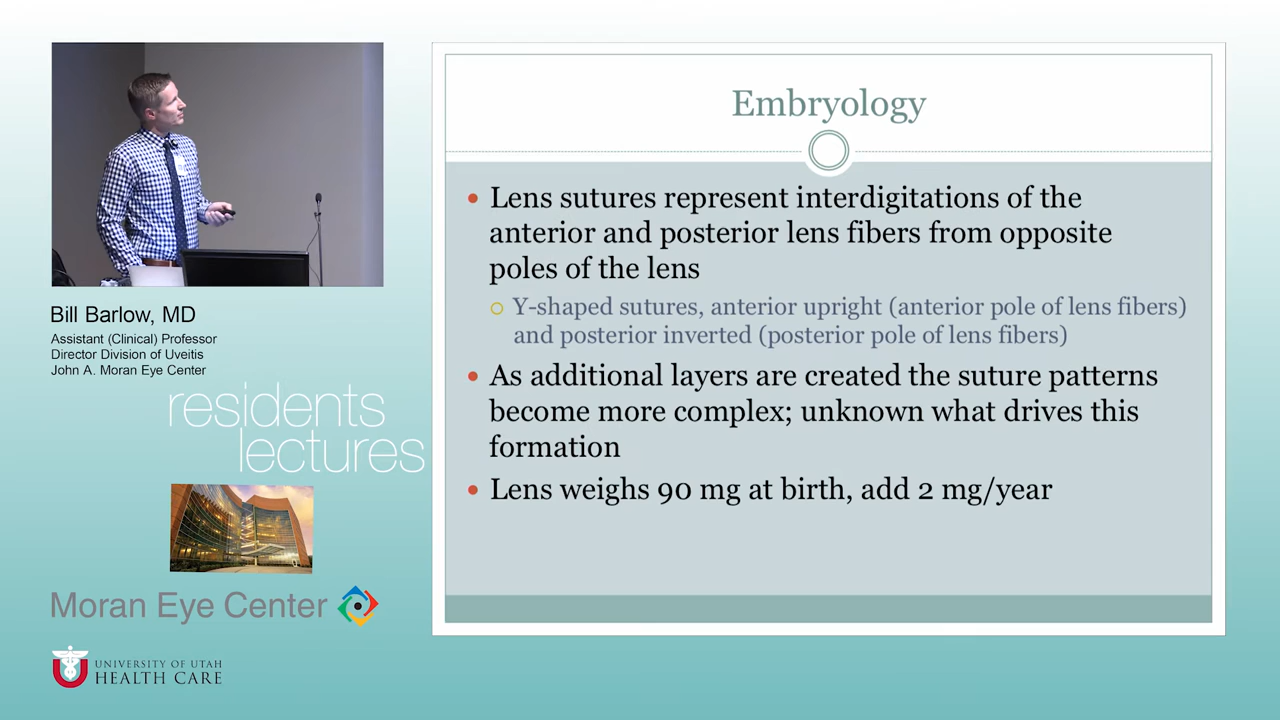 Bill Barlow, MD
Assistant (Clinical) Professor
Director Division of Uveitis
John A. Moran Eye Center
residents
lectures
Moran Eye Center
UNIVERSITY OF UTAH
HEALTH CARE
Embryology
Lens sutures represent interdigitations of the
anterior and posterior lens fibers from opposite
poles of the lens
Y-shaped sutures, anterior upright (anterior pole of lens fibers)
and posterior inverted (posterior pole of lens fibers)
As additional layers are created the suture patterns
become more complex; unknown what drives this
formation
Lens weighs 90 mg at birth, add 2 mg/year